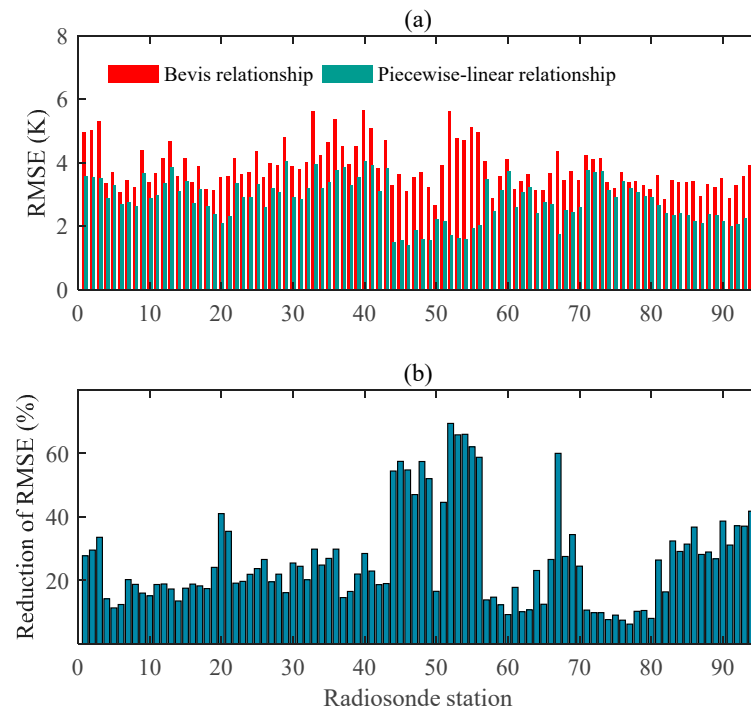 (a)
8
6
4
2
0
RMSE (K)
Bevis relationship
Piecewise-linear relationship
0 10 20 30 40 50 60 70 80 90
(b)
60
40
20
Reduction of RMSE (%)
0 10 20 30 40 50 60 70 80 90
Radiosonde station